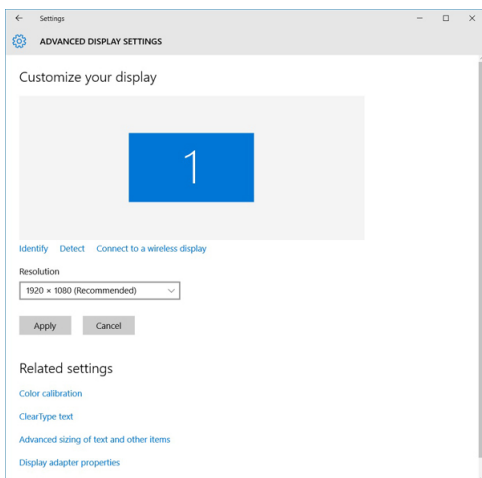 Settings
ADVANCED DISPLAY SETTINGS
Customize your display
1
Identify Detect Connect to a wireless display
Resolution
1920 × 1080 (Recommended)
Apply Cancel
Related settings
Color calibration
ClearType text
Advanced sizing of text and other items
Display adapter properties